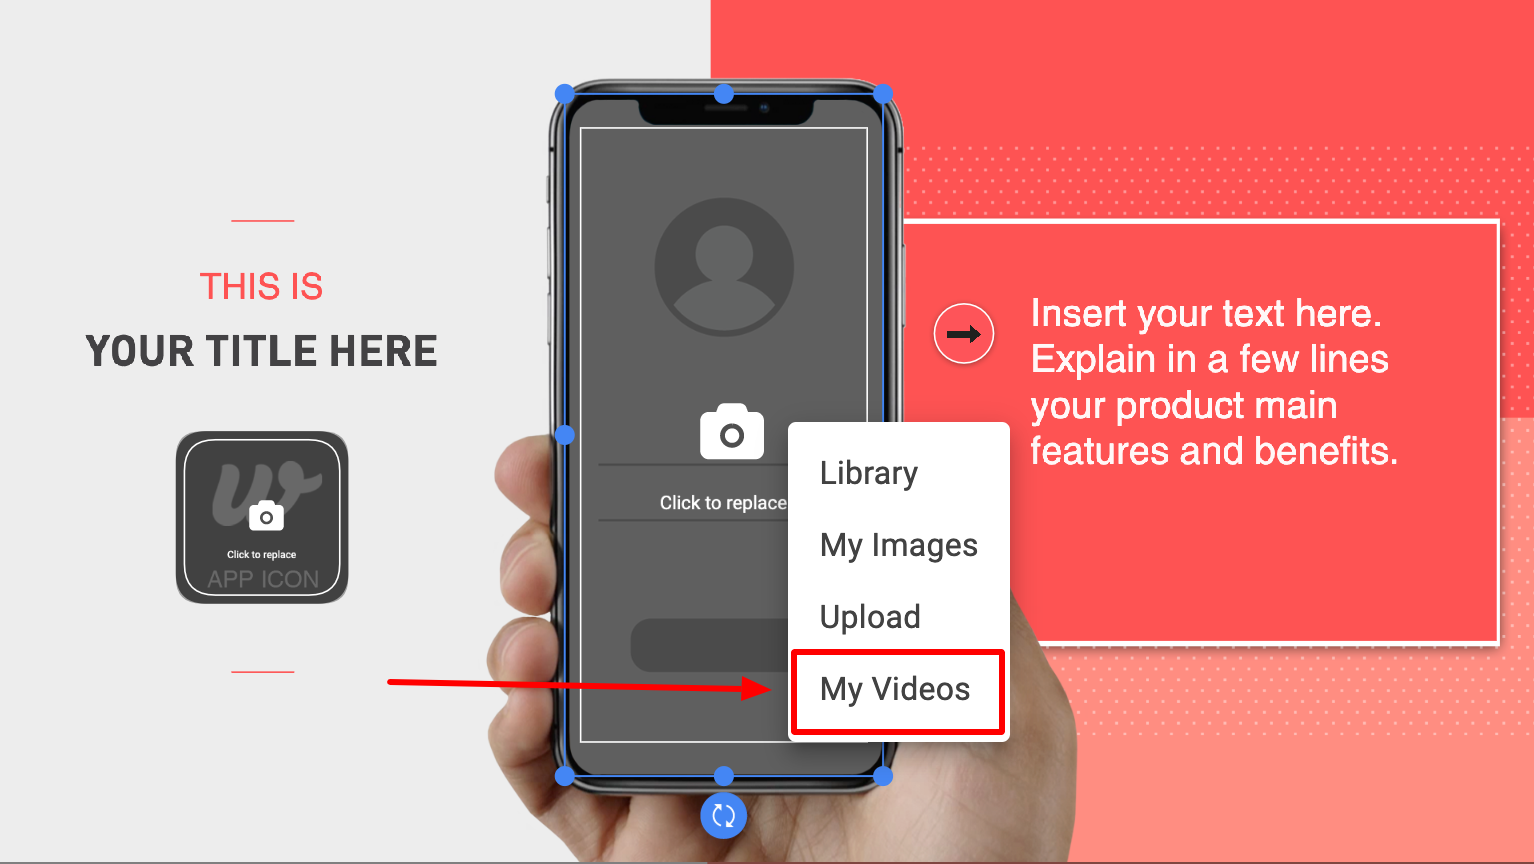 THIS IS
YOUR TITLE HERE
w
Click to replace
APP ICON
Click to replace
Library
My Images
Upload
My Videos
Insert your text here.
Explain in a few lines
your product main
features and benefits.